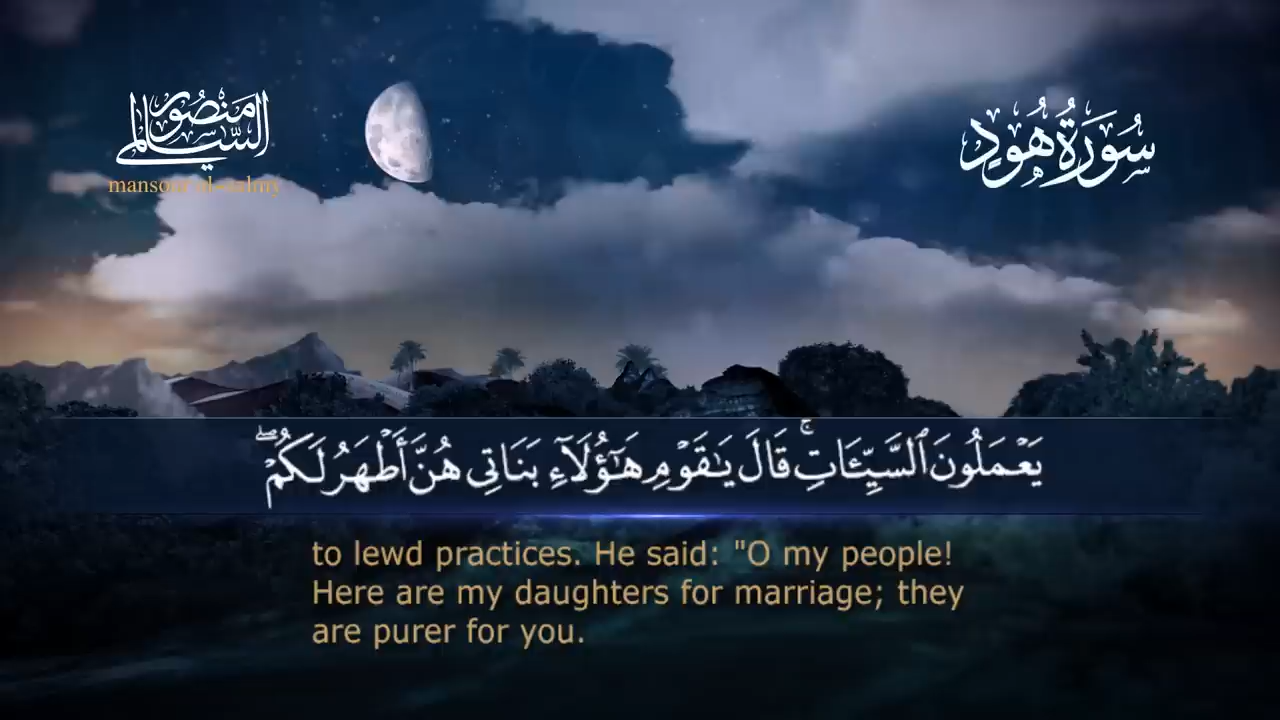 منصور السالمي
mansour al-salmy
سُورَةُ هُودٍ
يَعْمَلُونَ ٱلسَّيِّـَٔاتِ ۚ قَالَ يَـٰقَوْمِ هَـٰٓؤُلَآءِ بَنَاتِى هُنَّ أَطْهَرُ لَكُمْ ۖ
to lewd practices. He said: "O my people!
Here are my daughters for marriage; they
are purer for you.